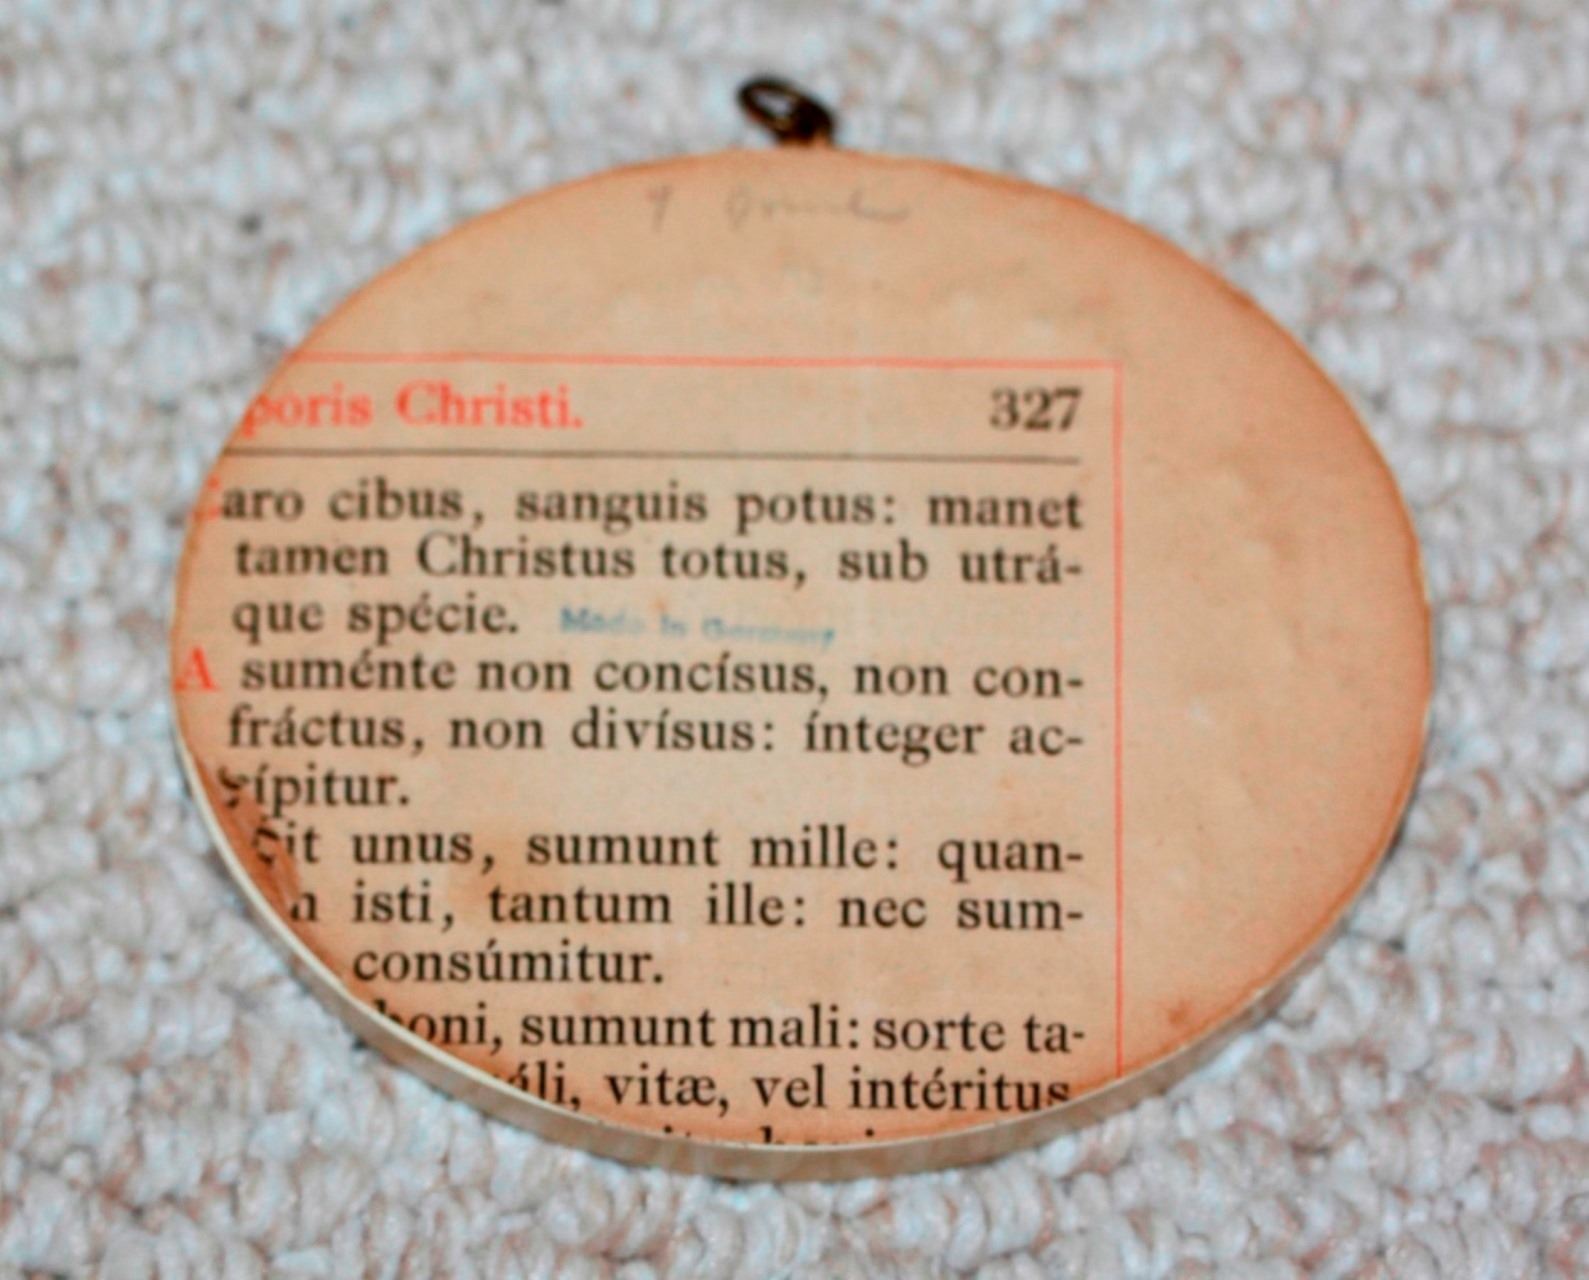 poris Christi. 327
aro cibus, sanguis potus: manet
tamen Christus totus, sub utrá-
que spécie.
Made in Germany
A suménte non concísus, non con-
fráctus, non divísus: ínteger ac-
cípitur.
it unus, sumunt mille: quan-
isti, tantum ille: nec sum-
consúmitur.
boni, sumunt mali: sorte ta-
áli, vitæ, vel intéritus